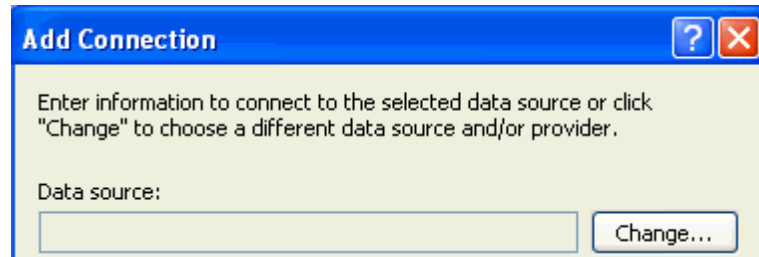 Add Connection
Enter information to connect to the selected data source or click
"Change" to choose a different data source and/or provider.
Data source:
Change...